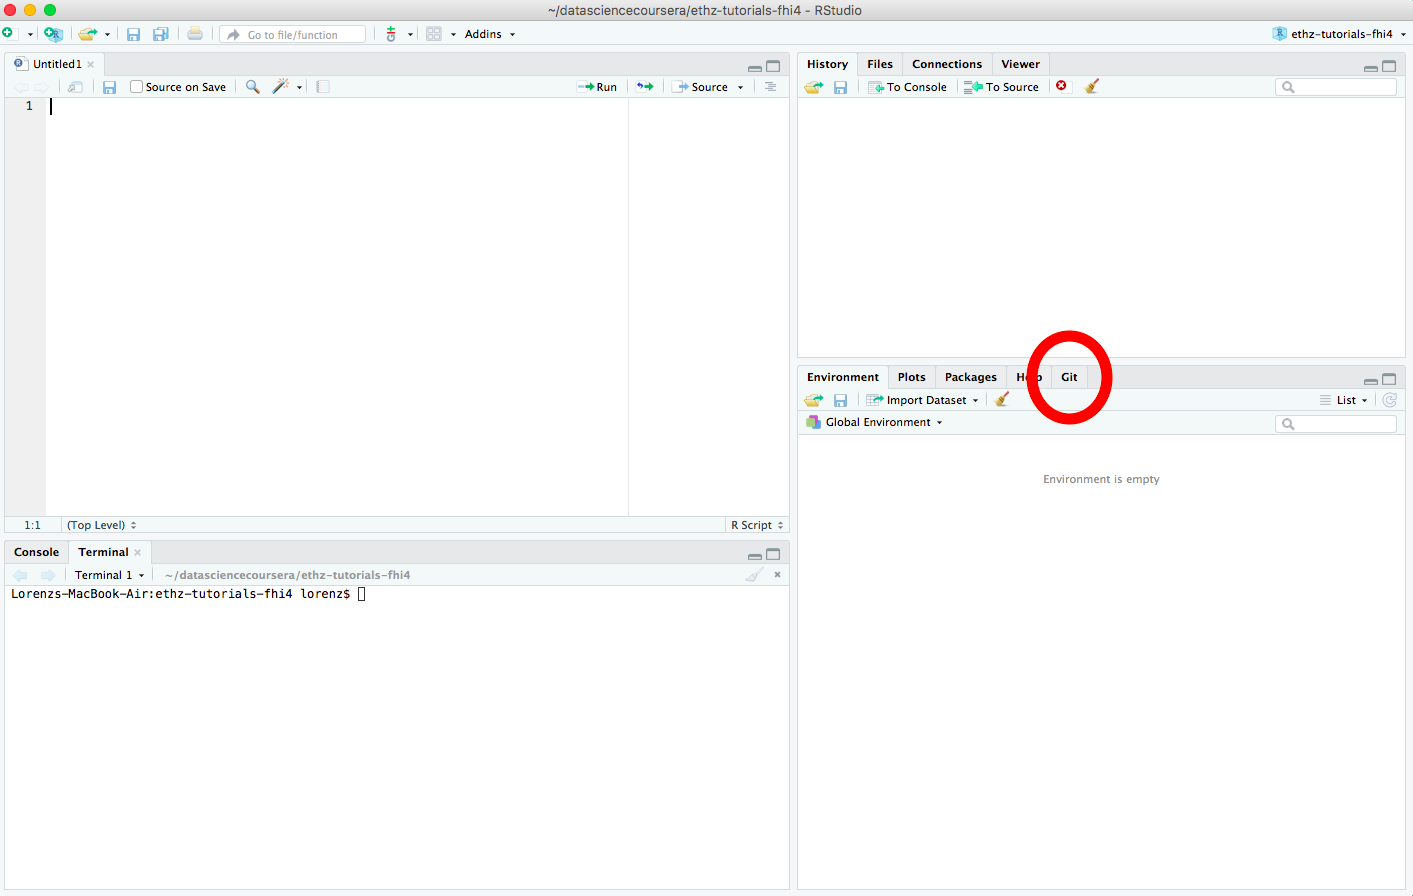 ~/datasciencecoursera/ethz-tutorials-fhi4 - RStudio
Go to file/function
Git
Addins
ethz-tutorials-fhi4
Untitled1
Source on Save
Run
Source
1
1:1
(Top Level)
R Script
Console
Terminal
Terminal 1
~/datasciencecoursera/ethz-tutorials-fhi4
Lorenzs-MacBook-Air:ethz-tutorials-fhi4 lorenz$
History
Files
Connections
Viewer
To Console
To Source
Environment
Plots
Packages
Help
Git
Import Dataset
List
Global Environment
Environment is empty